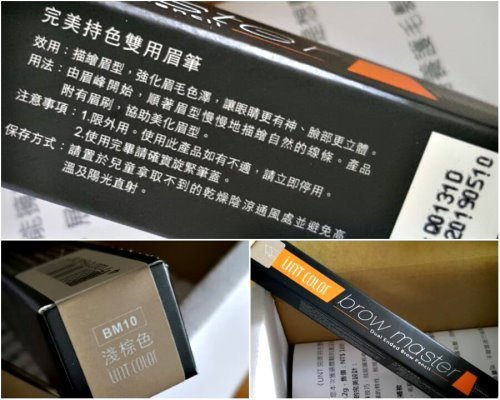 完美持色雙用眉筆
效用：描繪眉型，強化眉毛色澤，讓眼睛更有神、臉部更立體。
用法：由眉峰開始，順著眉型慢慢地描繪自然的線條。產品
附有眉刷，協助美化眉型。
注意事項：1.限外用。使用此產品如有不適，請立即停用。
2.使用完畢請確實旋緊筆蓋。
保存方式：請置於兒童拿取不到的乾燥陰涼通風處並避免高
溫及陽光直射。
Q01310
20190510
BM10
淺棕色
UNT COLOR
UNT COLOR
brow master
Dual Ended Brow Pencil